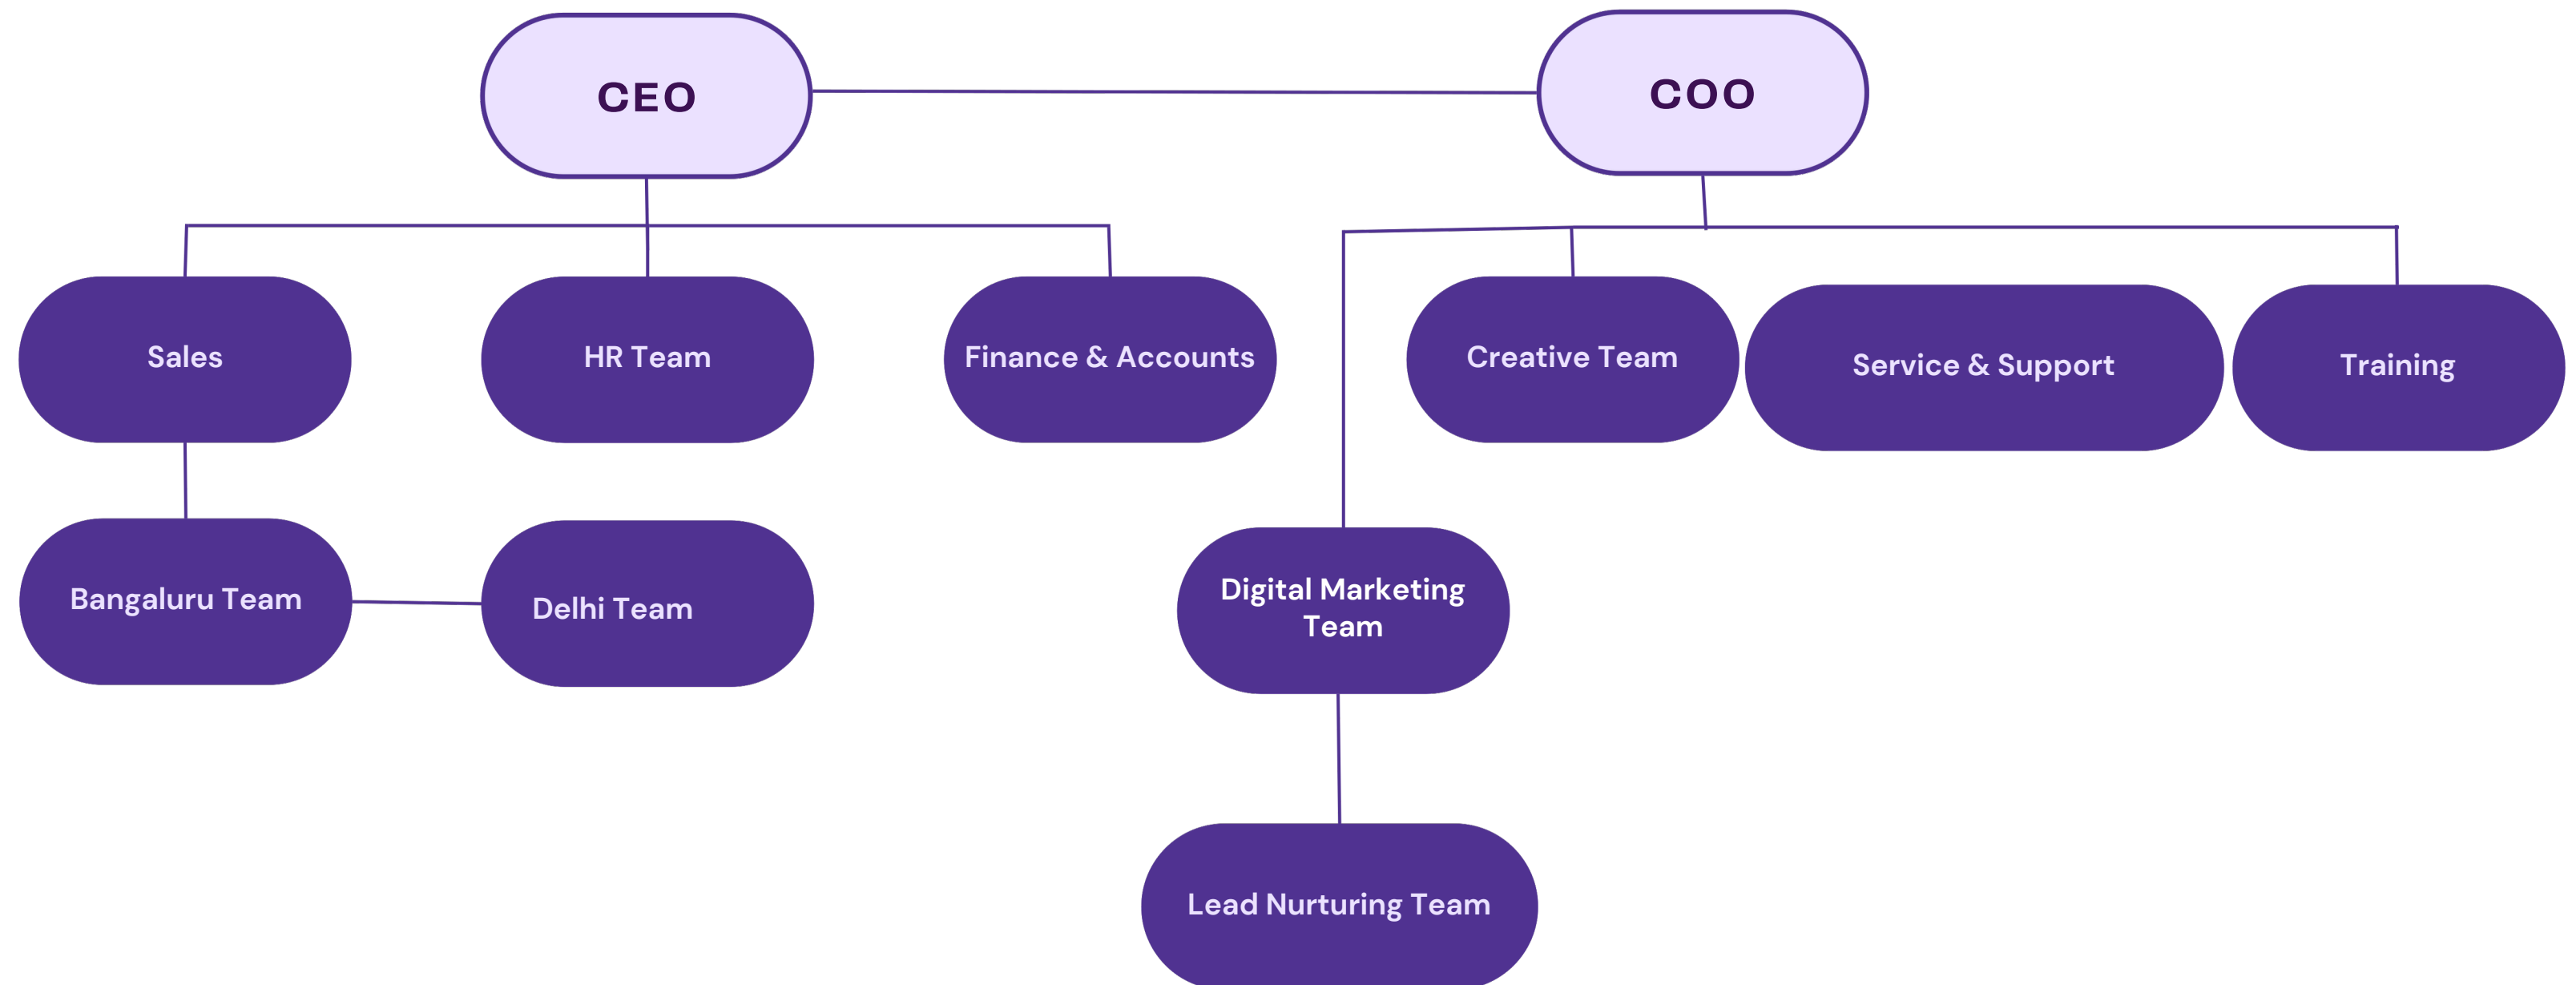 CEO
COO
Sales
HR Team
Finance & Accounts
Creative Team
Service & Support
Training
Bangaluru Team
Delhi Team
Digital Marketing
Team
Lead Nurturing Team